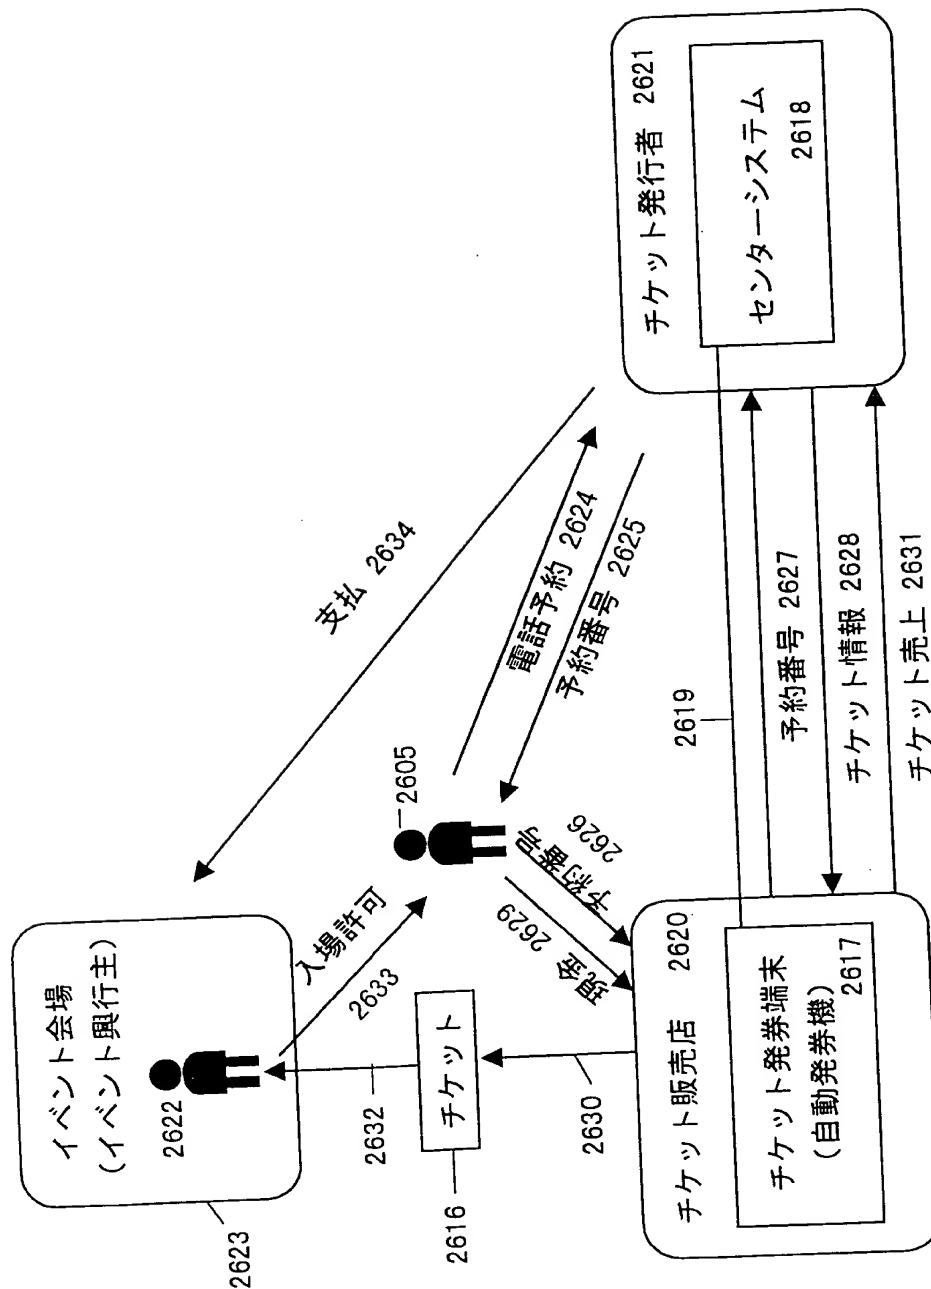 イベント会場
(イベント興行主)
2622
2623
入場許可
2633
2632
チケット
2616
2630
2605
支払 2634
電話予約 2624
予約番号 2625
予約番号
2626
現金 2629
チケット販売店 2620
チケット発券端末
(自動発券機)
2617
2619
予約番号 2627
チケット情報 2628
チケット売上 2631
チケット発行者 2621
センターシステム
2618